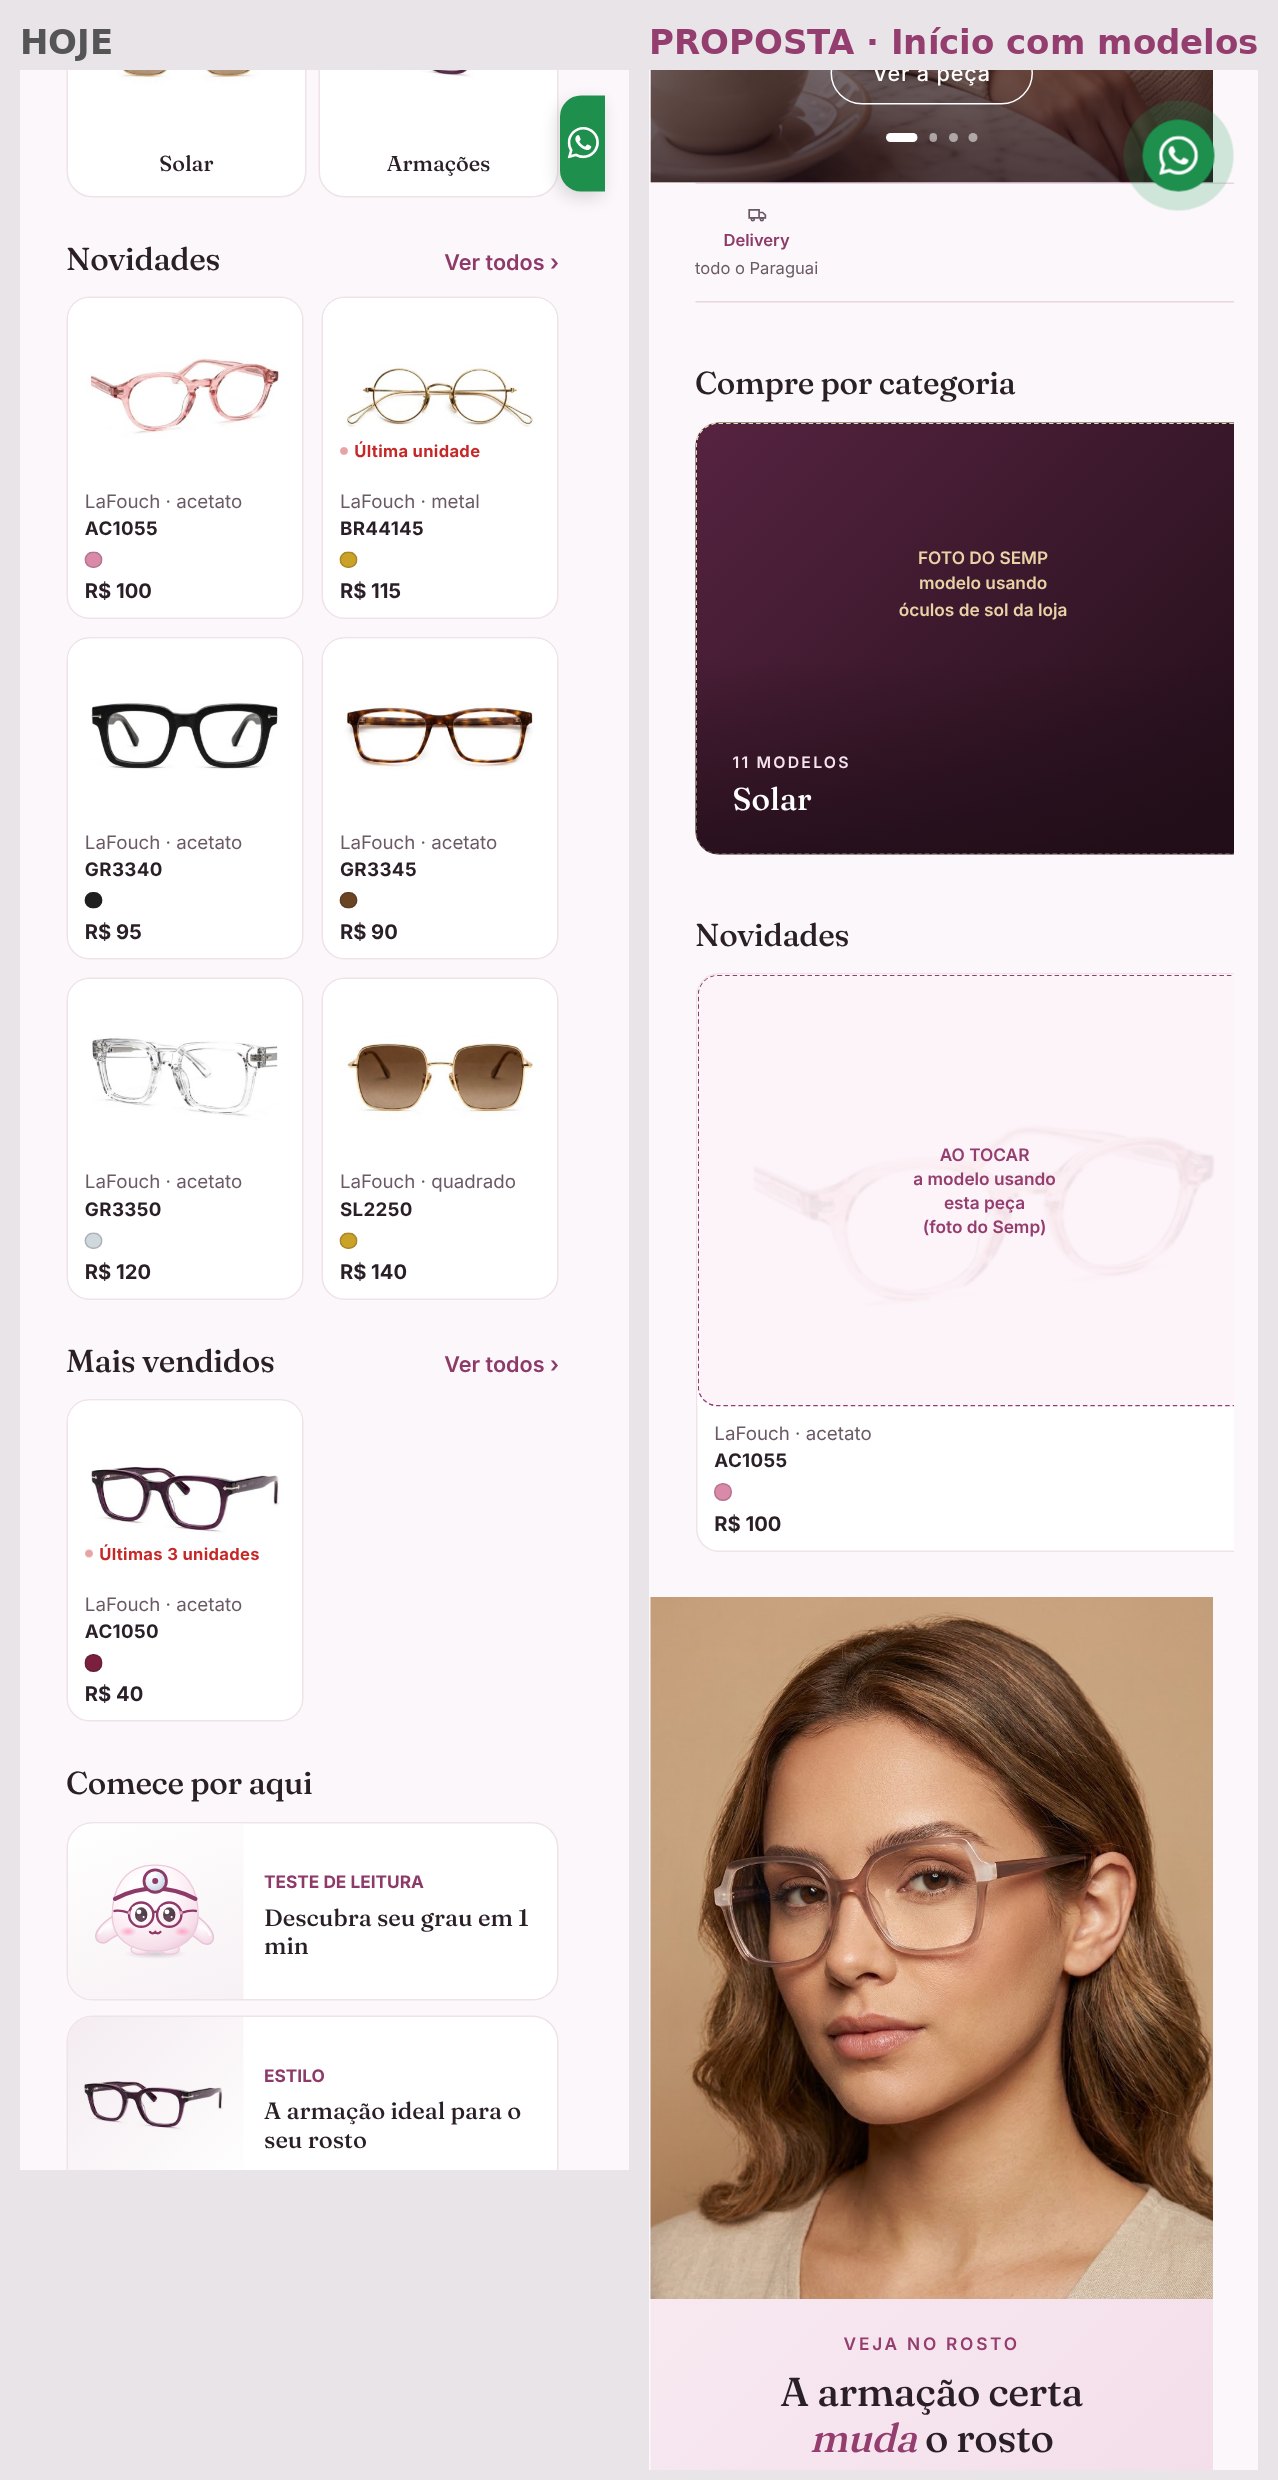 HOJE
Solar
Armações
Novidades
Ver todos ›
LaFouch · acetato
AC1055
R$ 100
Última unidade
LaFouch · metal
BR44145
R$ 115
LaFouch · acetato
GR3340
R$ 95
LaFouch · acetato
GR3345
R$ 90
LaFouch · acetato
GR3350
R$ 120
LaFouch · quadrado
SL2250
R$ 140
Mais vendidos
Ver todos ›
Últimas 3 unidades
LaFouch · acetato
AC1050
R$ 40
Comece por aqui
TESTE DE LEITURA
Descubra seu grau em 1
min
ESTILO
A armação ideal para o
seu rosto
PROPOSTA · Início com modelos
Ver a peça
Delivery
todo o Paraguai
Compre por categoria
FOTO DO SEMP
modelo usando
óculos de sol da loja
11 MODELOS
Solar
Novidades
AO TOCAR
a modelo usando
esta peça
(foto do Semp)
LaFouch · acetato
AC1055
R$ 100
VEJA NO ROSTO
A armação certa
muda o rosto